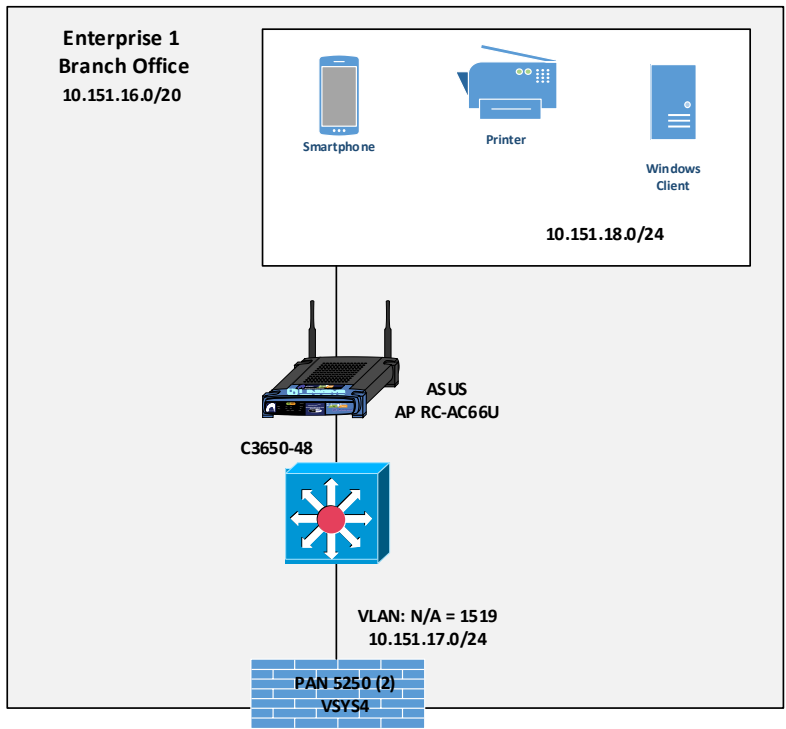 Enterprise 1
Branch Office
10.151.16.0/20
Smartphone
Printer
Windows
Client
10.151.18.0/24
ASUS
AP RC-AC66U
C3650-48
VLAN: N/A = 1519
10.151.17.0/24
PAN 5250 (2)
VSYS4